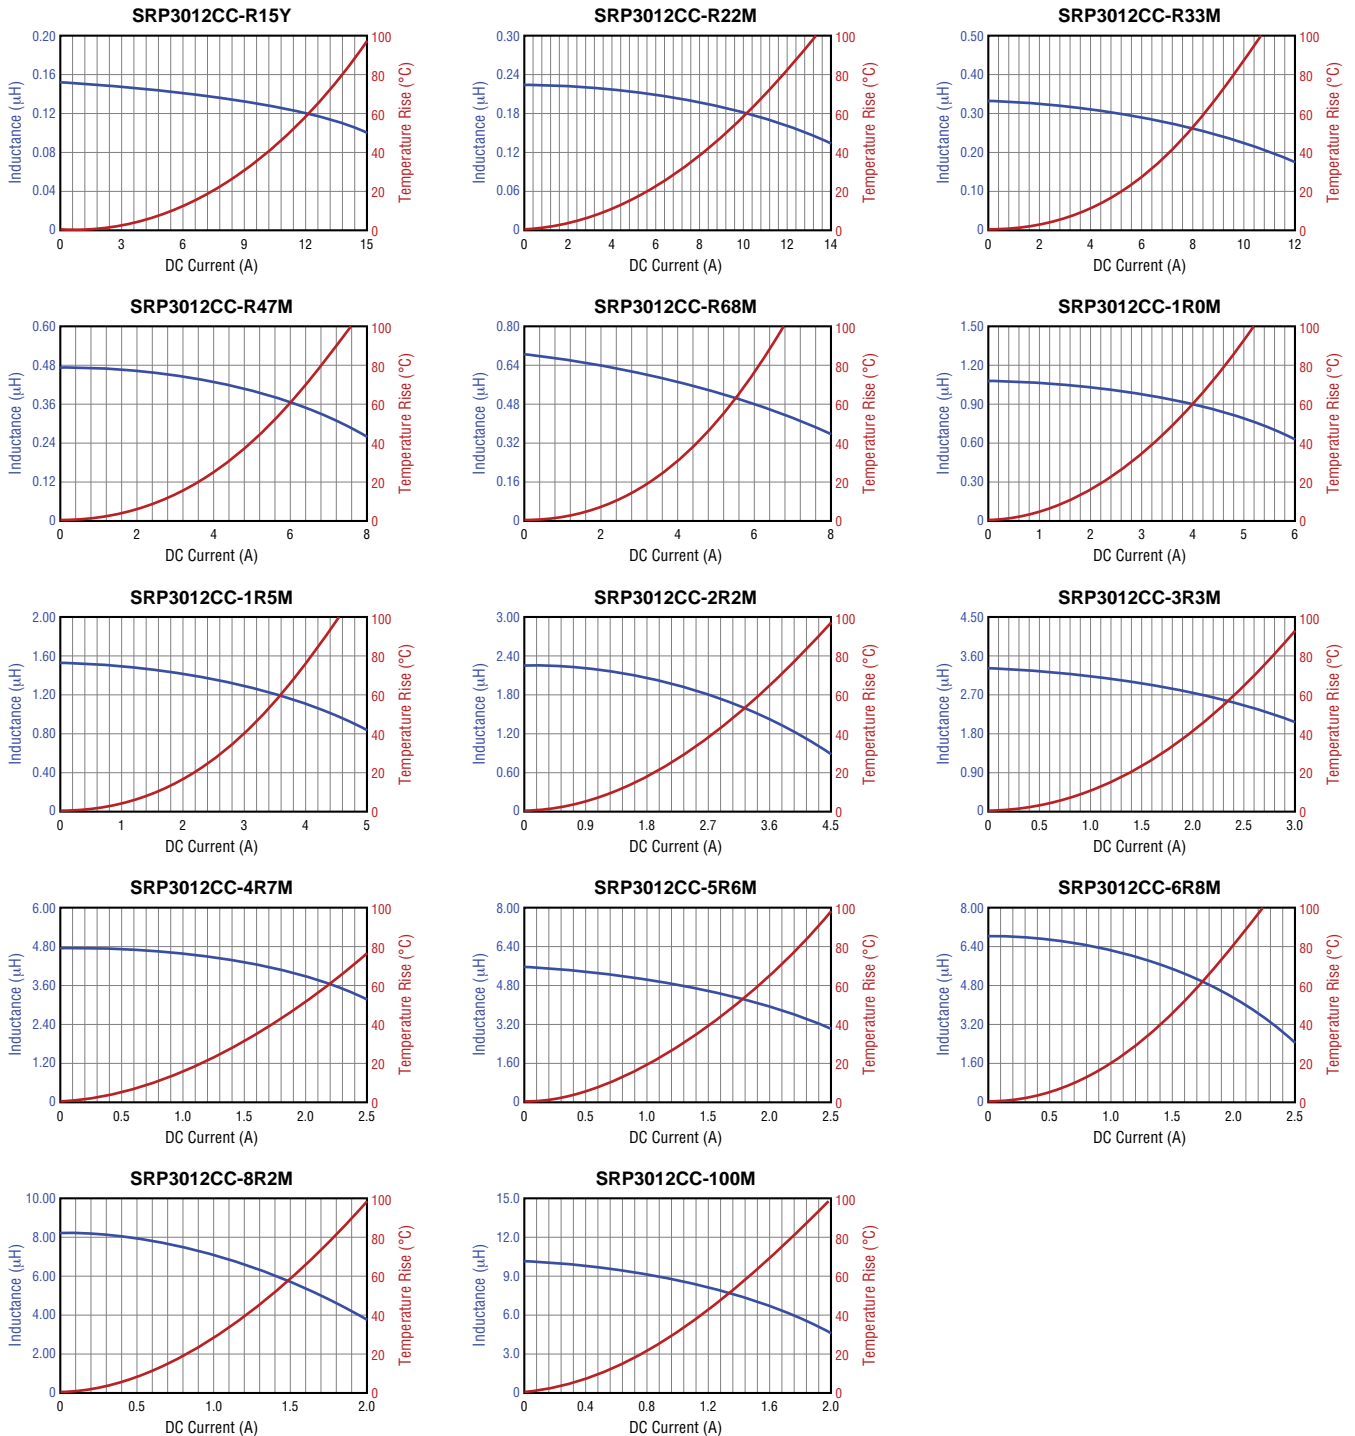 SRP3012CC-R15Y
0.20
0.16
0.12
0.08
0.04
0
Inductance (µH)
100
80
60
40
20
0
Temperature Rise (°C)
0 3 6 9 12 15
DC Current (A)
SRP3012CC-R22M
0.30
0.24
0.18
0.12
0.06
0
Inductance (µH)
100
80
60
40
20
0
Temperature Rise (°C)
0 2 4 6 8 10 12 14
DC Current (A)
SRP3012CC-R33M
0.50
0.40
0.30
0.20
0.10
0
Inductance (µH)
100
80
60
40
20
0
Temperature Rise (°C)
0 2 4 6 8 10 12
DC Current (A)
SRP3012CC-R47M
0.60
0.48
0.36
0.24
0.12
0
Inductance (µH)
100
80
60
40
20
0
Temperature Rise (°C)
0 2 4 6 8
DC Current (A)
SRP3012CC-R68M
0.80
0.64
0.48
0.32
0.16
0
Inductance (µH)
100
80
60
40
20
0
Temperature Rise (°C)
0 2 4 6 8
DC Current (A)
SRP3012CC-1R0M
1.50
1.20
0.90
0.60
0.30
0
Inductance (µH)
100
80
60
40
20
0
Temperature Rise (°C)
0 1 2 3 4 5 6
DC Current (A)
SRP3012CC-1R5M
2.00
1.60
1.20
0.80
0.40
0
Inductance (µH)
100
80
60
40
20
0
Temperature Rise (°C)
0 1 2 3 4 5
DC Current (A)
SRP3012CC-2R2M
3.00
2.40
1.80
1.20
0.60
0
Inductance (µH)
100
80
60
40
20
0
Temperature Rise (°C)
0 0.9 1.8 2.7 3.6 4.5
DC Current (A)
SRP3012CC-3R3M
4.50
3.60
2.70
1.80
0.90
0
Inductance (µH)
100
80
60
40
20
0
Temperature Rise (°C)
0 0.5 1.0 1.5 2.0 2.5 3.0
DC Current (A)
SRP3012CC-4R7M
6.00
4.80
3.60
2.40
1.20
0
Inductance (µH)
100
80
60
40
20
0
Temperature Rise (°C)
0 0.5 1.0 1.5 2.0 2.5
DC Current (A)
SRP3012CC-5R6M
8.00
6.40
4.80
3.20
1.60
0
Inductance (µH)
100
80
60
40
20
0
Temperature Rise (°C)
0 0.5 1.0 1.5 2.0 2.5
DC Current (A)
SRP3012CC-6R8M
8.00
6.40
4.80
3.20
1.60
0
Inductance (µH)
100
80
60
40
20
0
Temperature Rise (°C)
0 0.5 1.0 1.5 2.0 2.5
DC Current (A)
SRP3012CC-8R2M
10.00
8.00
6.00
4.00
2.00
0
Inductance (µH)
100
80
60
40
20
0
Temperature Rise (°C)
0 0.5 1.0 1.5 2.0
DC Current (A)
SRP3012CC-100M
15.0
12.0
9.0
6.0
3.0
0
Inductance (µH)
100
80
60
40
20
0
Temperature Rise (°C)
0 0.4 0.8 1.2 1.6 2.0
DC Current (A)